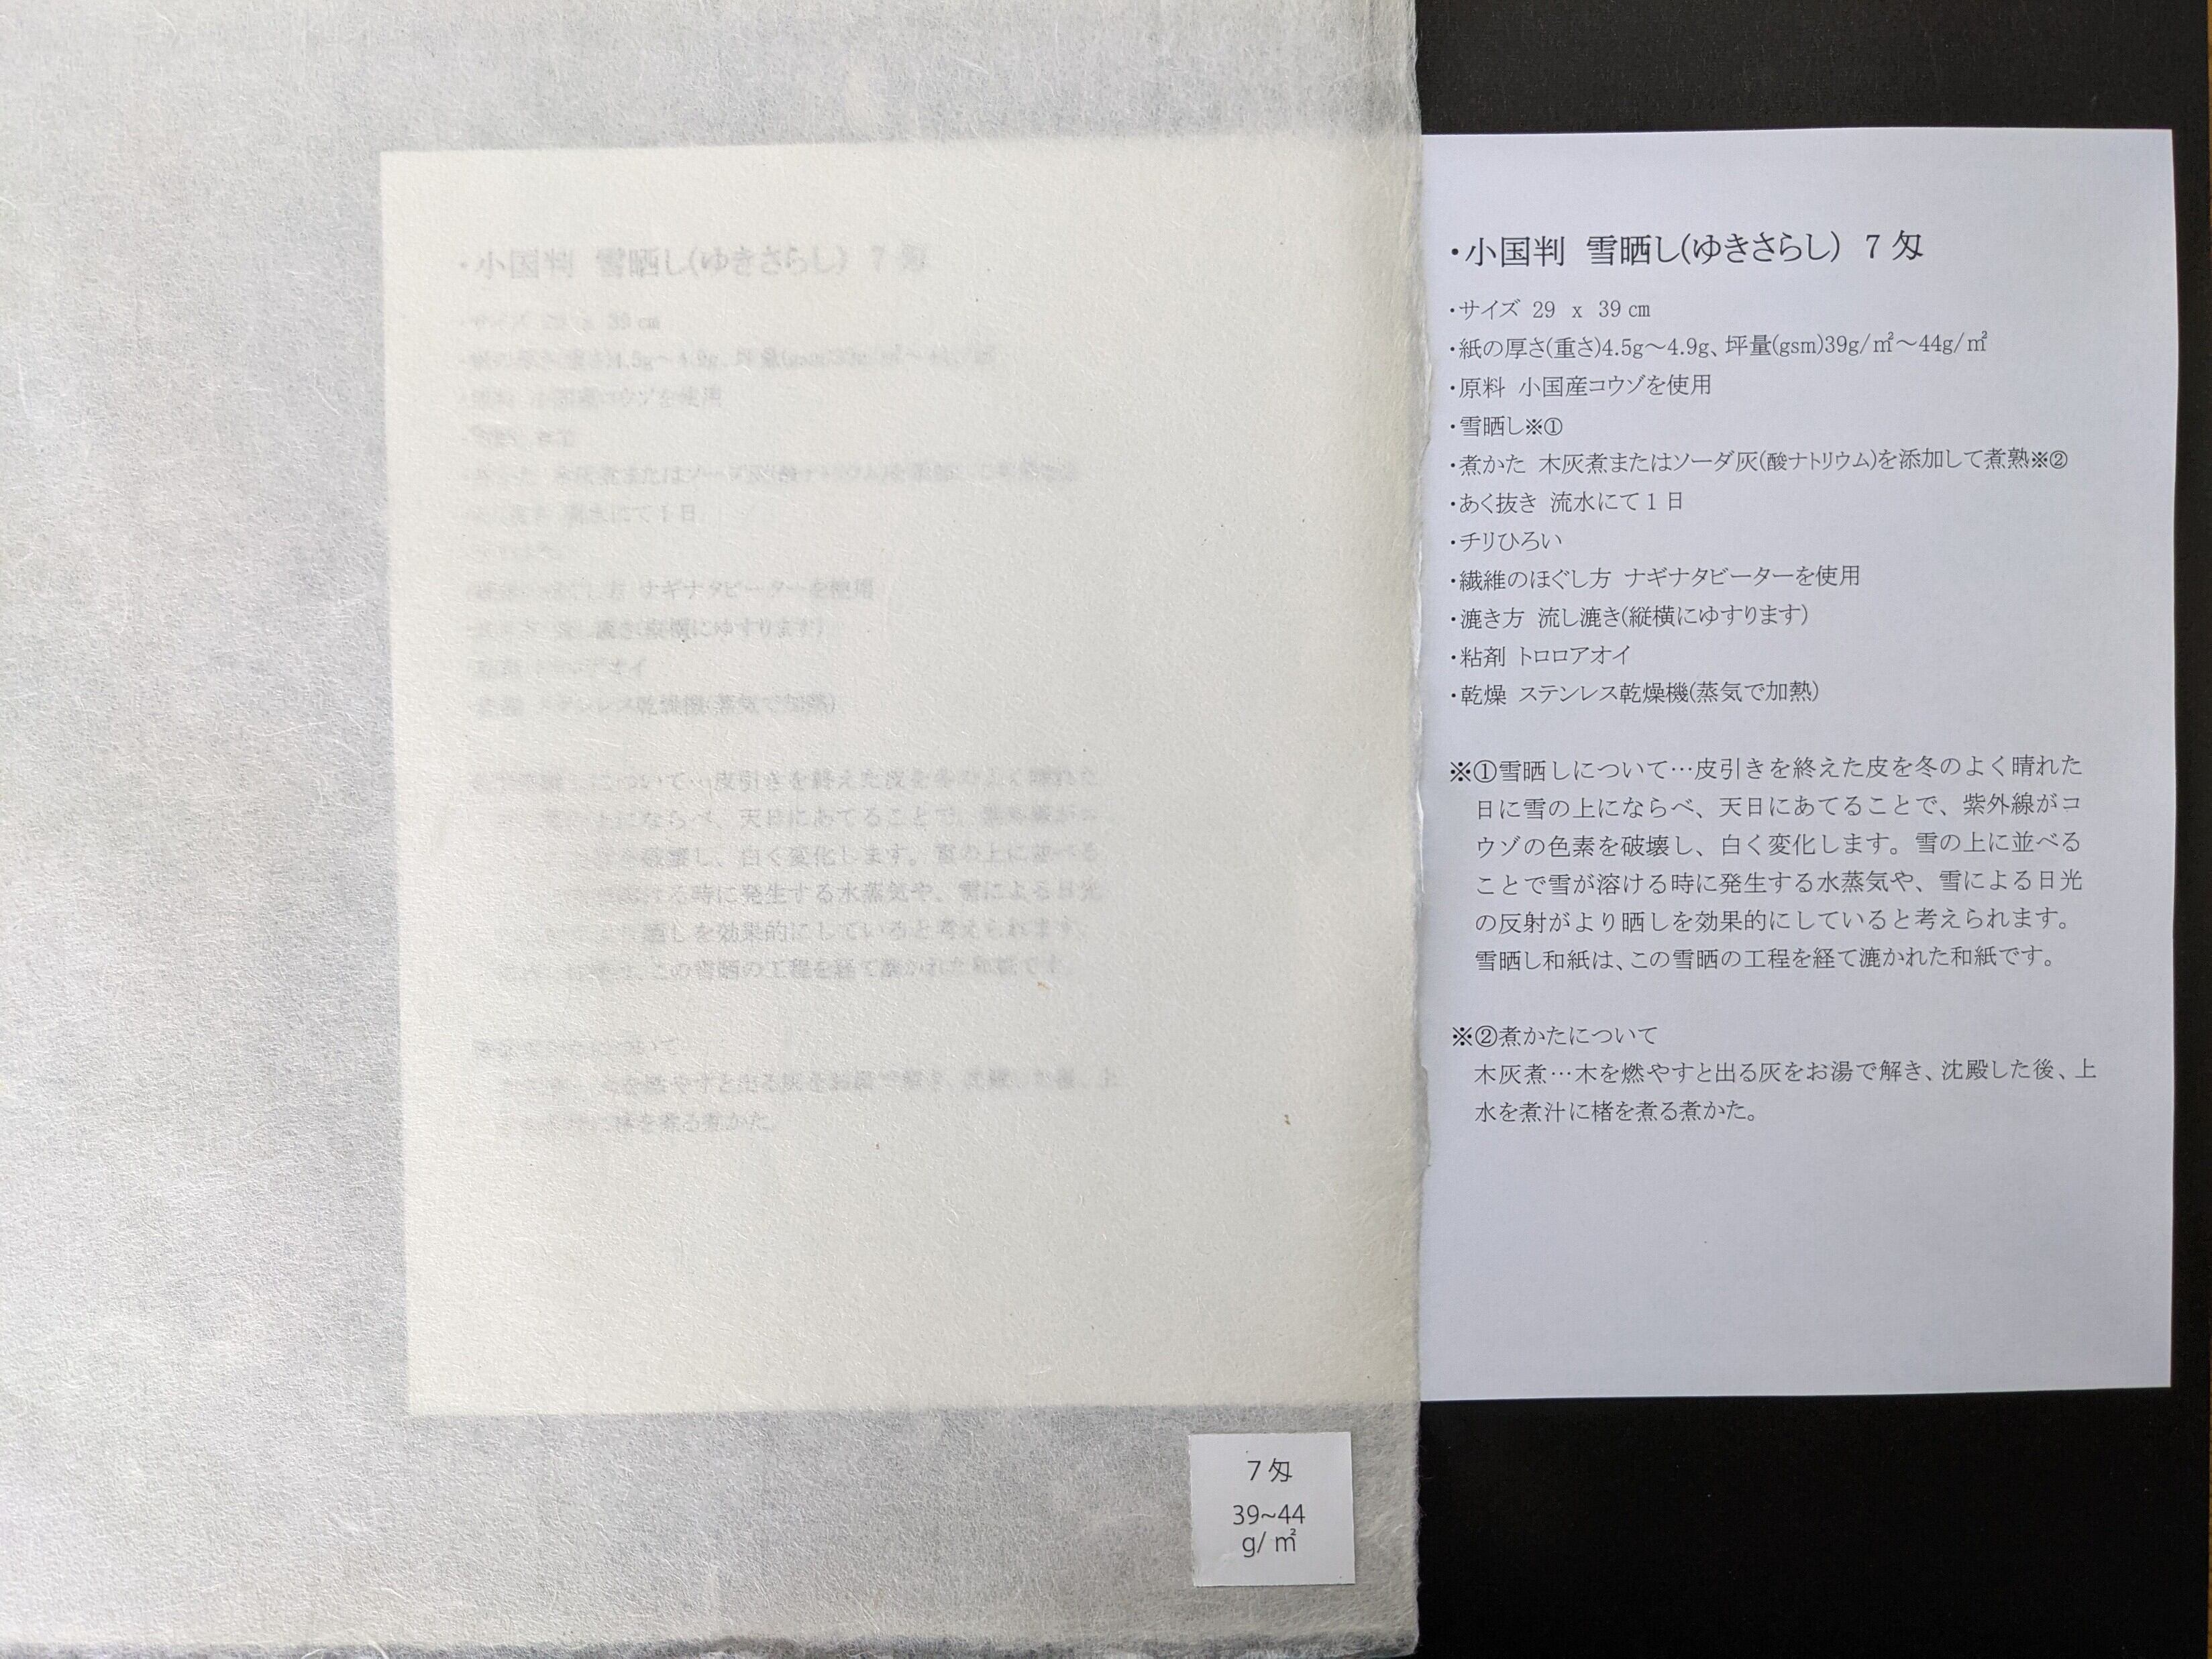 ・小国判 雪晒し(ゆきさらし) 7匁
・サイズ 29 x 39㎝
・紙の厚さ(重さ)4.5g～4.9g、坪量(gsm)39g/㎡～44g/㎡
・原料 小国産コウゾを使用
・雪晒し※①
・煮かた 木灰煮またはソーダ灰(酸ナトリウム)を添加して煮熟※②
・あく抜き 流水にて1日
・チリひろい
・繊維のほぐし方 ナギナタビーターを使用
・漉き方 流し漉き(縦横にゆすります)
・粘剤 トロロアオイ
・乾燥 ステンレス乾燥機(蒸気で加熱)
※①雪晒しについて…皮引きを終えた皮を冬のよく晴れた
日に雪の上にならべ、天日にあてることで、紫外線がコ
ウゾの色素を破壊し、白く変化します。雪の上に並べる
ことで雪が溶ける時に発生する水蒸気や、雪による日光
の反射がより晒しを効果的にしていると考えられます。
雪晒し和紙は、この雪晒の工程を経て漉かれた和紙です。
※②煮かたについて
木灰煮…木を燃やすと出る灰をお湯で解き、沈殿した後、上
水を煮汁に楮を煮る煮かた。
7匁
39~44
g/㎡